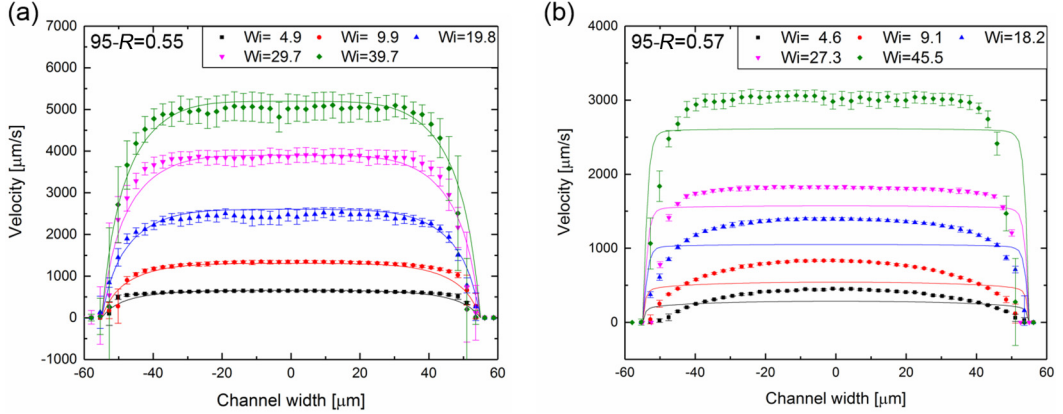 (a)
95-R=0.55
Wi= 4.9 Wi= 9.9 Wi=19.8
Wi=29.7 Wi=39.7
7000
6000
5000
4000
3000
2000
1000
0
-1000
Velocity [μm/s]
-60 -40 -20 0 20 40 60
Channel width [μm]
(b)
95-R=0.57
Wi= 4.6 Wi= 9.1 Wi=18.2
Wi=27.3 Wi=45.5
4000
3000
2000
1000
0
Velocity [μm/s]
-60 -40 -20 0 20 40 60
Channel width [μm]